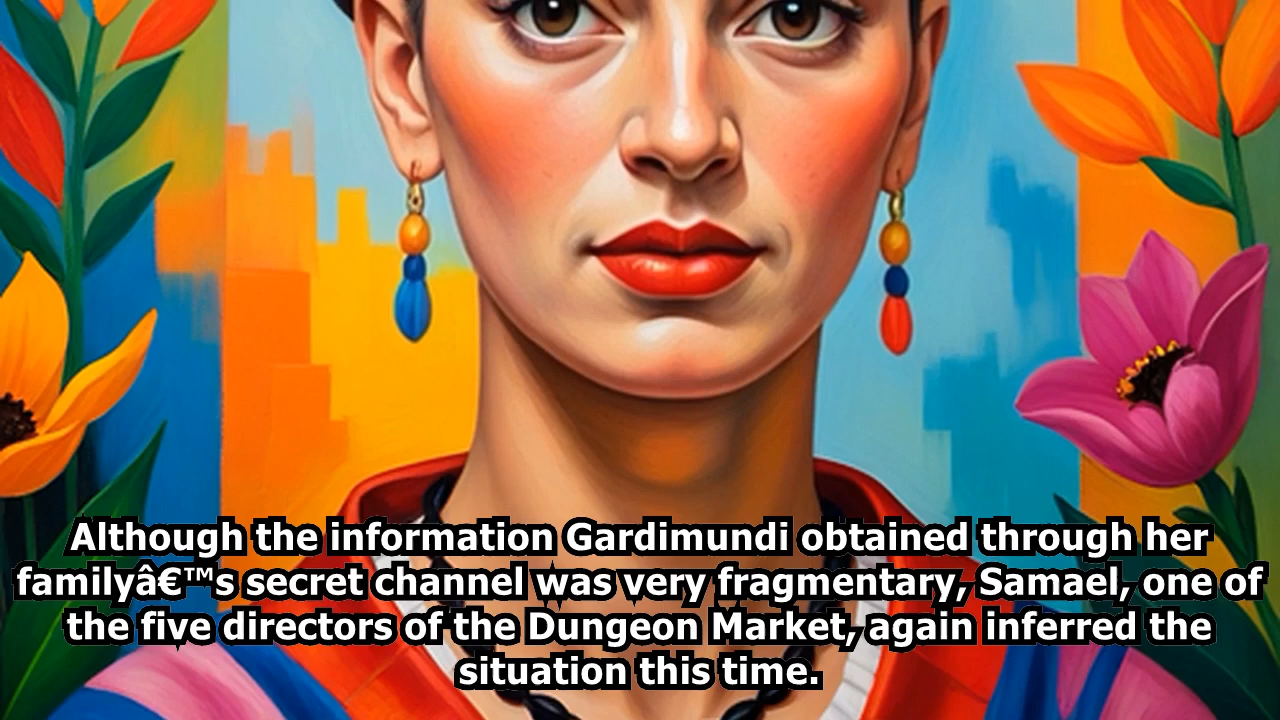 Although the information Gardimundi obtained through her
familyâ€™s secret channel was very fragmentary, Samael, one of
the five directors of the Dungeon Market, again inferred the
situation this time.